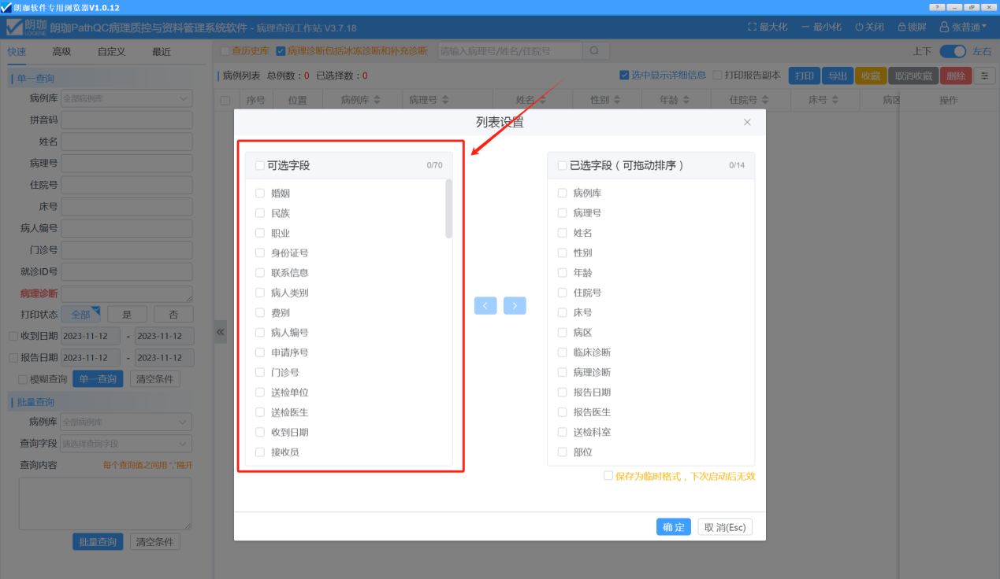 朗珈软件专用浏览器V1.0.12
朗珈 LOGENE 朗珈PathQC病理质控与资料管理系统软件 - 病理查询工作站 V3.7.18
最大化 最小化 关闭 锁屏 张普通
快速 高级 自定义 最近
查历史库 病理诊断包括冰冻诊断和补充诊断 请输入病理号/姓名/住院号
上下 左右
病例列表 总例数：0 已选择数：0
选中显示详细信息 打印报告副本 打印 导出 收藏 取消收藏 删除
序号 位置 病例库 病理号 姓名 性别 年龄 住院号 床号 病区 操作
单一查询
病例库 全部病例库
拼音码
姓名
病理号
住院号
床号
病人编号
门诊号
就诊ID号
病理诊断
打印状态 全部 是 否
收到日期 2023-11-12 - 2023-11-12
报告日期 2023-11-12 - 2023-11-12
模糊查询 单一查询 清空条件
批量查询
病例库 全部病例库
查询字段 请选择查询字段
查询内容 每个查询值之间用 “,”隔开
批量查询 清空条件
列表设置
可选字段 0/70
婚姻
民族
职业
身份证号
联系信息
病人类别
费别
病人编号
申请序号
门诊号
送检单位
送检医生
收到日期
接收员
已选字段（可拖动排序） 0/14
病例库
病理号
姓名
性别
年龄
住院号
床号
病区
临床诊断
病理诊断
报告日期
报告医生
送检科室
部位
保存为临时格式，下次启动后无效
确 定 取 消(Esc)